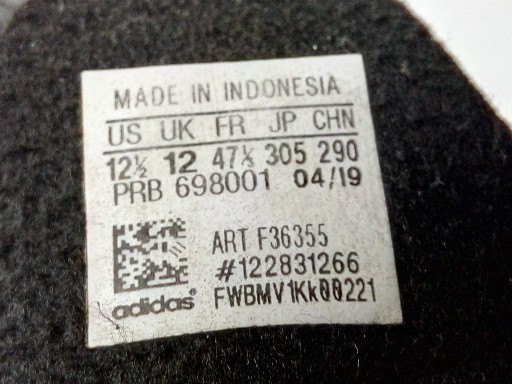 MADE IN INDONESIA
US UK FR JP CHN
12½ 12 47⅓ 305 290
PRB 698001 04/19
ART F36355
#122831266
adidas® FWBMV1Kk00221